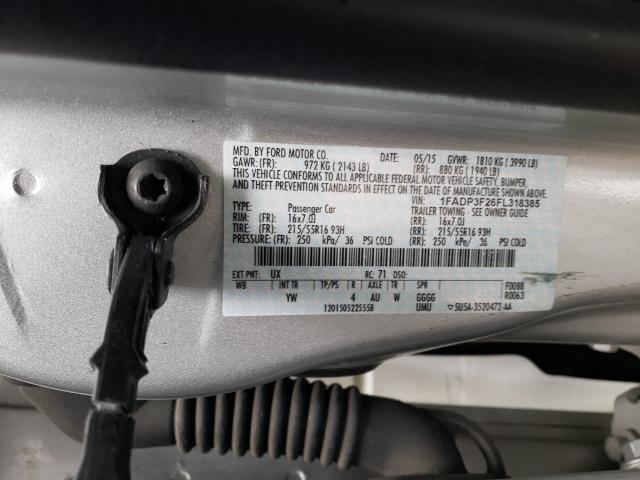 MFD. BY FORD MOTOR CO. DATE: 05/15 GVWR: 1810 KG ( 3990 LB)
GAWR: (FR): 972 KG ( 2143 LB) (RR): 880 KG ( 1940 LB)
THIS VEHICLE CONFORMS TO ALL APPLICABLE FEDERAL MOTOR VEHICLE SAFETY, BUMPER,
AND THEFT PREVENTION STANDARDS IN EFFECT ON THE DATE OF MANUFACTURE SHOWN ABOVE.
VIN: 1FADP3F26FL318385
TYPE: Passenger Car TRAILER TOWING - SEE OWNER GUIDE
RIM: (FR): 16x7.0J (RR): 16x7.0J
TIRE: (FR): 215/55R16 93H (RR): 215/55R16 93H
PRESSURE: (FR): 250 kPa/ 36 PSI COLD (RR): 250 kPa/ 36 PSI COLD
EXT PNT: UX RC: 71 DSO:
WB INT TR TP/PS R AXLE TR SPR F0088
YW 4 AU W GGGG R0063
1201505225558 UMU 5U5A-3520472-AA